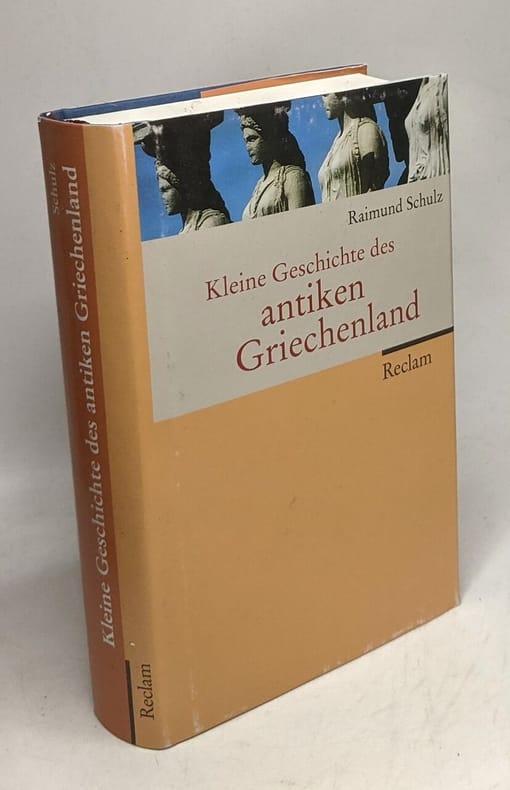 Schulz
Kleine Geschichte des antiken Griechenland
Reclam
Raimund Schulz
Kleine Geschichte des
antiken
Griechenland
Reclam